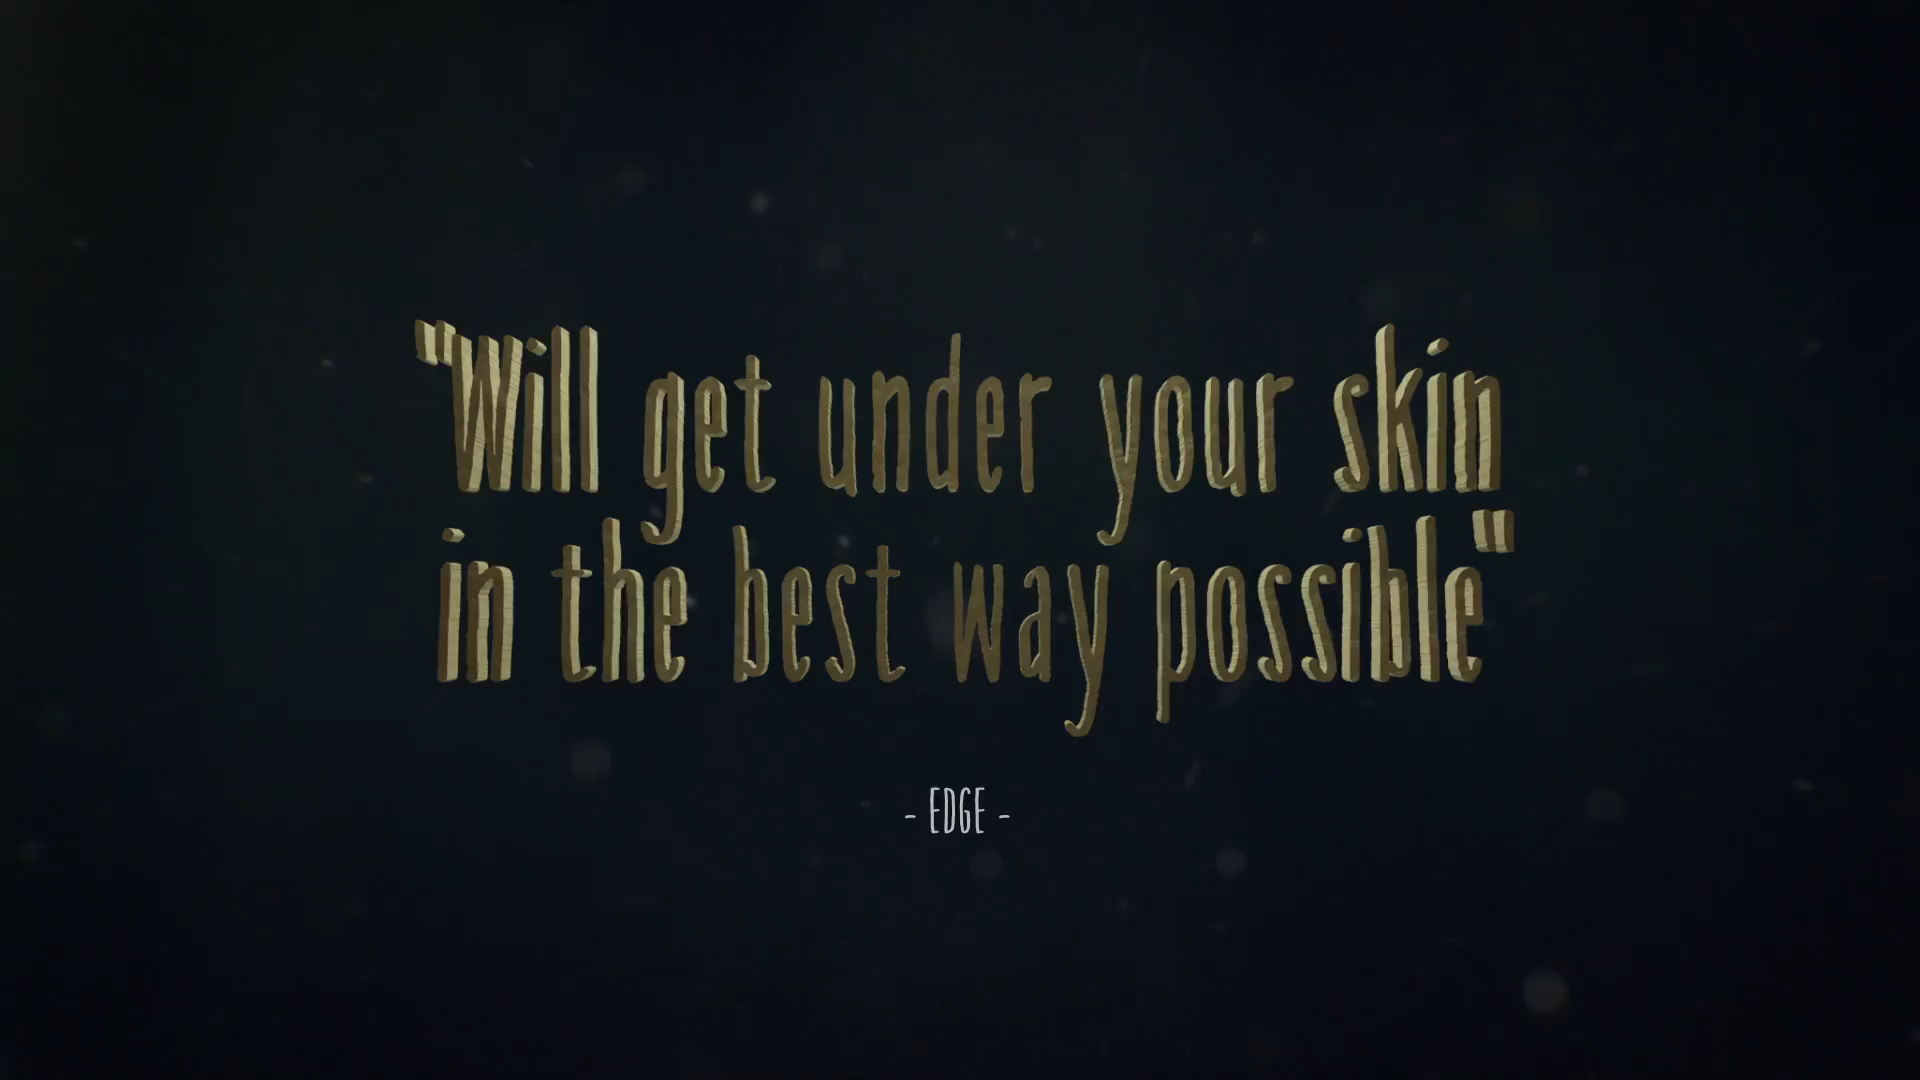 "Will get under your skin
in the best way possible"
- EDGE -